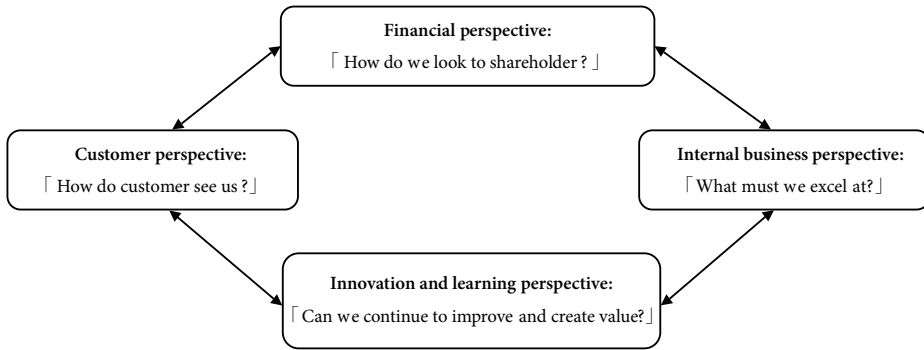 Financial perspective:
「 How do we look to shareholder ? 」
Customer perspective:
「 How do customer see us ?」
Internal business perspective:
「What must we excel at?」
Innovation and learning perspective:
「Can we continue to improve and create value?」